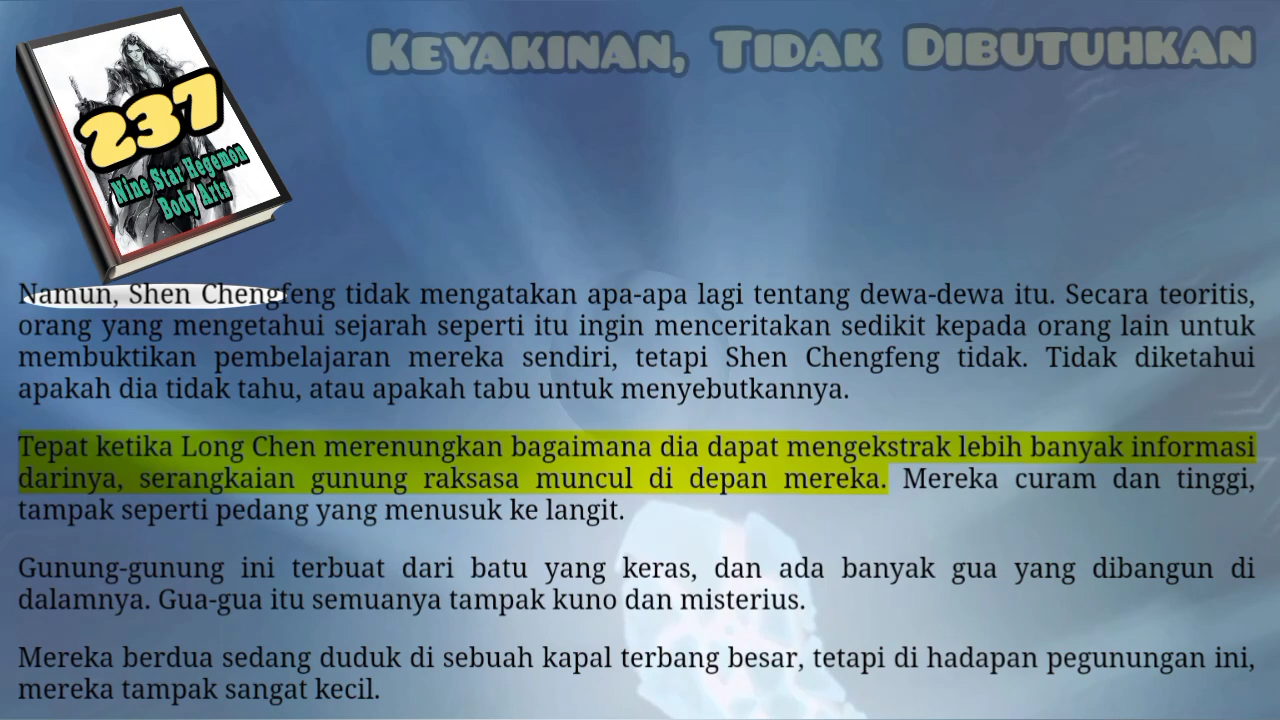 Keyakinan, Tidak Dibutuhkan
237
Nine Star Hegemon
Body Arts
Namun, Shen Chengfeng tidak mengatakan apa-apa lagi tentang dewa-dewa itu. Secara teoritis,
orang yang mengetahui sejarah seperti itu ingin menceritakan sedikit kepada orang lain untuk
membuktikan pembelajaran mereka sendiri, tetapi Shen Chengfeng tidak. Tidak diketahui
apakah dia tidak tahu, atau apakah tabu untuk menyebutkannya.
Tepat ketika Long Chen merenungkan bagaimana dia dapat mengekstrak lebih banyak informasi
darinya, serangkaian gunung raksasa muncul di depan mereka. Mereka curam dan tinggi,
tampak seperti pedang yang menusuk ke langit.
Gunung-gunung ini terbuat dari batu yang keras, dan ada banyak gua yang dibangun di
dalamnya. Gua-gua itu semuanya tampak kuno dan misterius.
Mereka berdua sedang duduk di sebuah kapal terbang besar, tetapi di hadapan pegunungan ini,
mereka tampak sangat kecil.